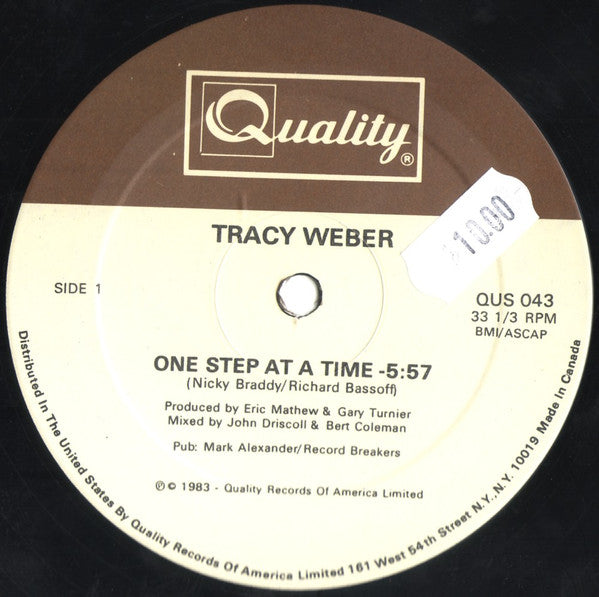 Quality®
TRACY WEBER
10.00
SIDE 1
QUS 043
33 1/3 RPM
BMI/ASCAP
ONE STEP AT A TIME -5:57
(Nicky Braddy/Richard Bassoff)
Produced by Eric Mathew & Gary Turnier
Mixed by John Driscoll & Bert Coleman
Pub: Mark Alexander/Record Breakers
℗© 1983 - Quality Records Of America Limited
Distributed In The United States By Quality Records Of America Limited 161 West 54th Street N.Y., N.Y. 10019 Made In Canada